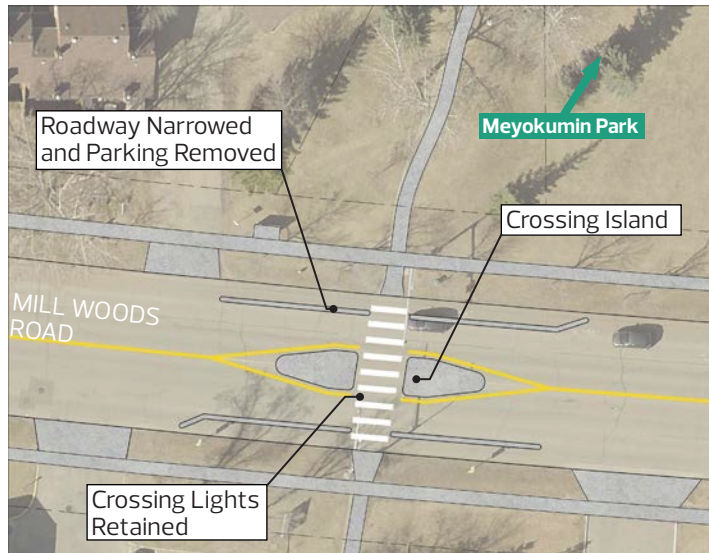 Meyokumin Park
Roadway Narrowed
and Parking Removed
Crossing Island
MILL WOODS
ROAD
Crossing Lights
Retained